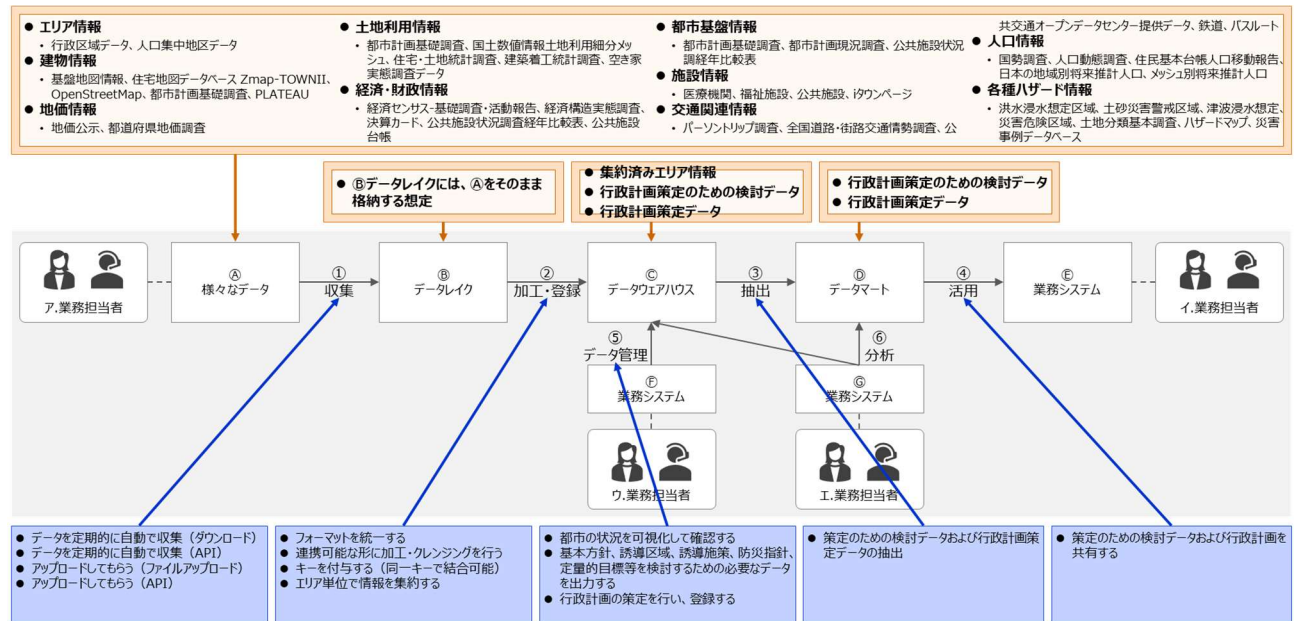 ● エリア情報
・ 行政区域データ、人口集中地区データ
● 建物情報
・ 基盤地図情報、住宅地図データベース Zmap-TOWNII、
OpenStreetMap、都市計画基礎調査、PLATEAU
● 地価情報
・ 地価公示、都道府県地価調査
● 土地利用情報
・ 都市計画基礎調査、国土数値情報土地利用細分メッ
シュ、住宅・土地統計調査、建築着工統計調査、空き家
実態調査データ
● 経済・財政情報
・ 経済センサス-基礎調査・活動報告、経済構造実態調査、
決算カード、公共施設状況調査経年比較表、公共施設
台帳
● 都市基盤情報
・ 都市計画基礎調査、都市計画現況調査、公共施設状況
調経年比較表
● 施設情報
・ 医療機関、福祉施設、公共施設、iタウンページ
● 交通関連情報
・ パーソントリップ調査、全国道路・街路交通情勢調査、公
共交通オープンデータセンター提供データ、鉄道、バスルート
● 人口情報
・ 国勢調査、人口動態調査、住民基本台帳人口移動報告、
日本の地域別将来推計人口、メッシュ別将来推計人口
● 各種ハザード情報
・ 洪水浸水想定区域、土砂災害警戒区域、津波浸水想定、
災害危険区域、土地分類基本調査、ハザードマップ、災害
事例データベース
● Ⓑデータレイクには、Ⓐをそのまま
格納する想定
● 集約済みエリア情報
● 行政計画策定のための検討データ
● 行政計画策定データ
● 行政計画策定のための検討データ
● 行政計画策定データ
ア.業務担当者
Ⓐ
様々なデータ
①
収集
Ⓑ
データレイク
②
加工・登録
Ⓒ
データウェアハウス
③
抽出
Ⓓ
データマート
④
活用
Ⓔ
業務システム
イ.業務担当者
⑤
データ管理
⑥
分析
Ⓕ
業務システム
Ⓖ
業務システム
ウ.業務担当者
エ.業務担当者
● データを定期的に自動で収集(ダウンロード)
● データを定期的に自動で収集(API)
● アップロードしてもらう(ファイルアップロード)
● アップロードしてもらう(API)
● フォーマットを統一する
● 連携可能な形に加工・クレンジングを行う
● キーを付与する(同一キーで結合可能)
● エリア単位で情報を集約する
● 都市の状況を可視化して確認する
● 基本方針、誘導区域、誘導施策、防災指針、
定量的目標等を検討するための必要なデータ
を出力する
● 行政計画の策定を行い、登録する
● 策定のための検討データおよび行政計画策
定データの抽出
● 策定のための検討データおよび行政計画を
共有する